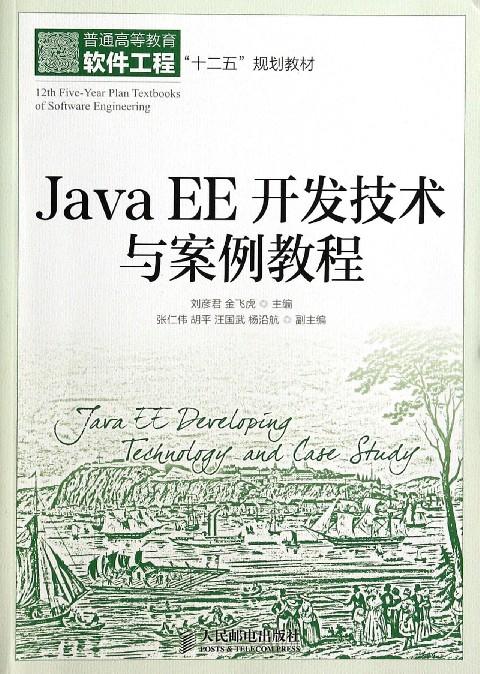 普通高等教育
软件工程 “十二五”规划教材
12th Five-Year Plan Textbooks
of Software Engineering
Java EE 开发技术
与案例教程
刘彦君 金飞虎 主编
张仁伟 胡平 汪国武 杨沿航 副主编
Java EE Developing
Technology and Case Study
人民邮电出版社
POSTS & TELECOM PRESS